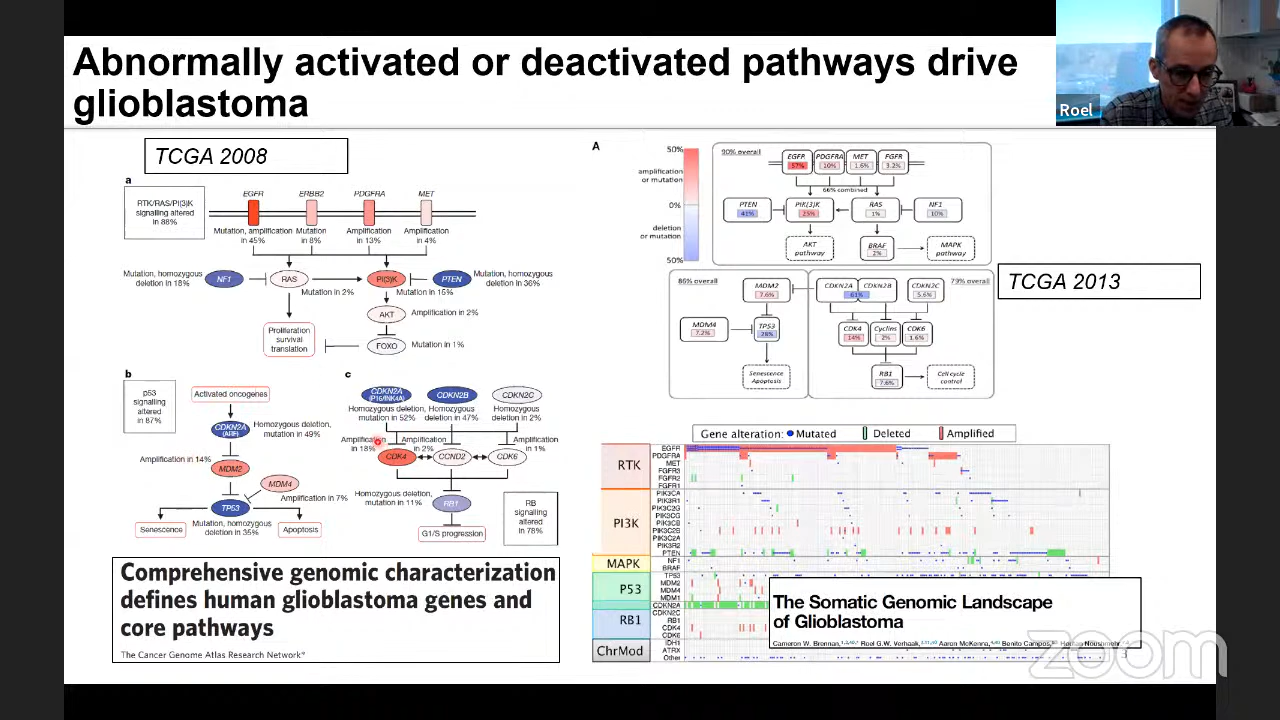 Abnormally activated or deactivated pathways drive
glioblastoma
Roel
TCGA 2008
a
RTK/RAS/PI(3)K
signalling altered
in 88%
EGFR
ERBB2
PDGFRA
MET
Mutation, amplification
in 45%
Mutation
in 8%
Amplification
in 13%
Amplification
in 4%
Mutation, homozygous
deletion in 18%
NF1
RAS
PI(3)K
PTEN
Mutation, homozygous
deletion in 36%
Mutation in 2%
Mutation in 15%
AKT
Amplification in 2%
Proliferation
survival
translation
FOXO
Mutation in 1%
b
p53
signalling
altered
in 87%
Activated oncogenes
CDKN2A
(ARF)
Homozygous deletion,
mutation in 49%
Amplification in 14%
MDM2
MDM4
Amplification in 7%
TP53
Senescence
Mutation, homozygous
deletion in 35%
Apoptosis
c
CDKN2A
(P16/INK4A)
CDKN2B
CDKN2C
Homozygous deletion,
mutation in 52%
Homozygous
deletion in 47%
Homozygous
deletion in 2%
Amplification
in 18%
Amplification
in 2%
Amplification
in 1%
CDK4
CCND2
CDK6
Homozygous deletion,
mutation in 11%
RB1
RB
signalling
altered
in 78%
G1/S progression
Comprehensive genomic characterization
defines human glioblastoma genes and
core pathways
The Cancer Genome Atlas Research Network*
A
50%
amplification
or mutation
0%
deletion
or mutation
50%
90% overall
EGFR
57%
PDGFRA
10%
MET
1.6%
FGFR
3.2%
66% combined
PTEN
41%
PI(3)K
25%
RAS
1%
NF1
10%
AKT
pathway
BRAF
2%
MAPK
pathway
TCGA 2013
86% overall
MDM2
7.6%
MDM4
7.2%
TP53
28%
Senescence
Apoptosis
CDKN2A
CDKN2B
61%
CDKN2C
5.6%
79% overall
CDK4
14%
Cyclins
2%
CDK6
1.6%
RB1
7.6%
Cell cycle
control
Gene alteration:
Mutated
Deleted
Amplified
RTK
EGFR
PDGFRA
MET
FGFR3
FGFR2
FGFR1
PI3K
PIK3CA
PIK3R1
PIK3C2G
PIK3CG
PIK3CB
PIK3C2B
PIK3C2A
PIK3R2
PTEN
MAPK
NF1
BRAF
P53
TP53
MDM2
MDM4
MDM1
CDKN2A
RB1
CDKN2C
RB1
CDK4
CDK6
ChrMod
IDH1
ATRX
Other
The Somatic Genomic Landscape
of Glioblastoma
Cameron W. Brennan, Roel G.W. Verhaak, Aaron McKenna, Benito Campos, Houtan Noushmehr,
3
zoom